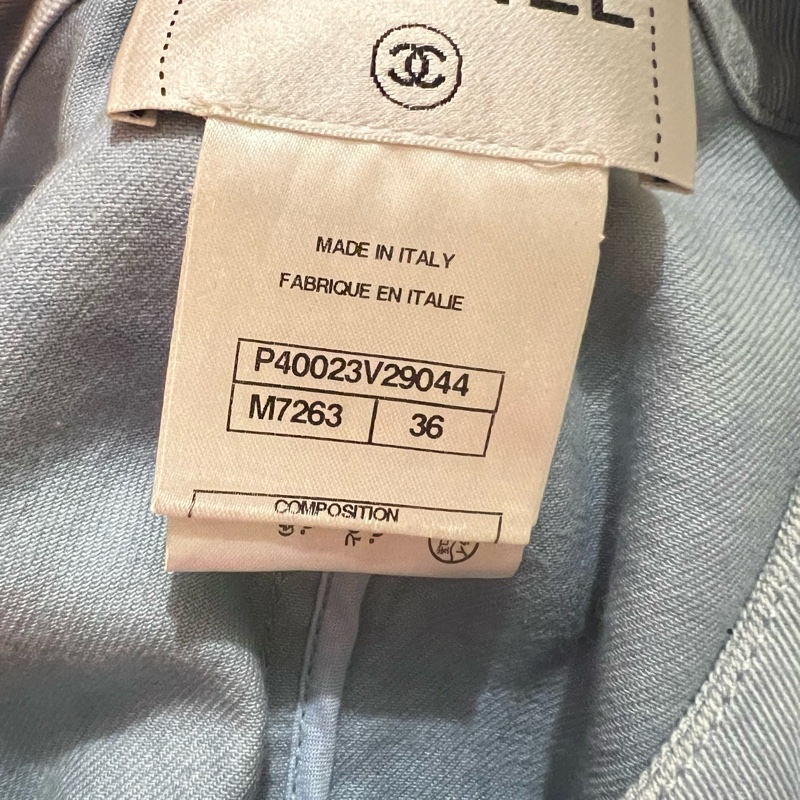 MADE IN ITALY
FABRIQUE EN ITALIE
P40023V29044
M7263 36
COMPOSITION